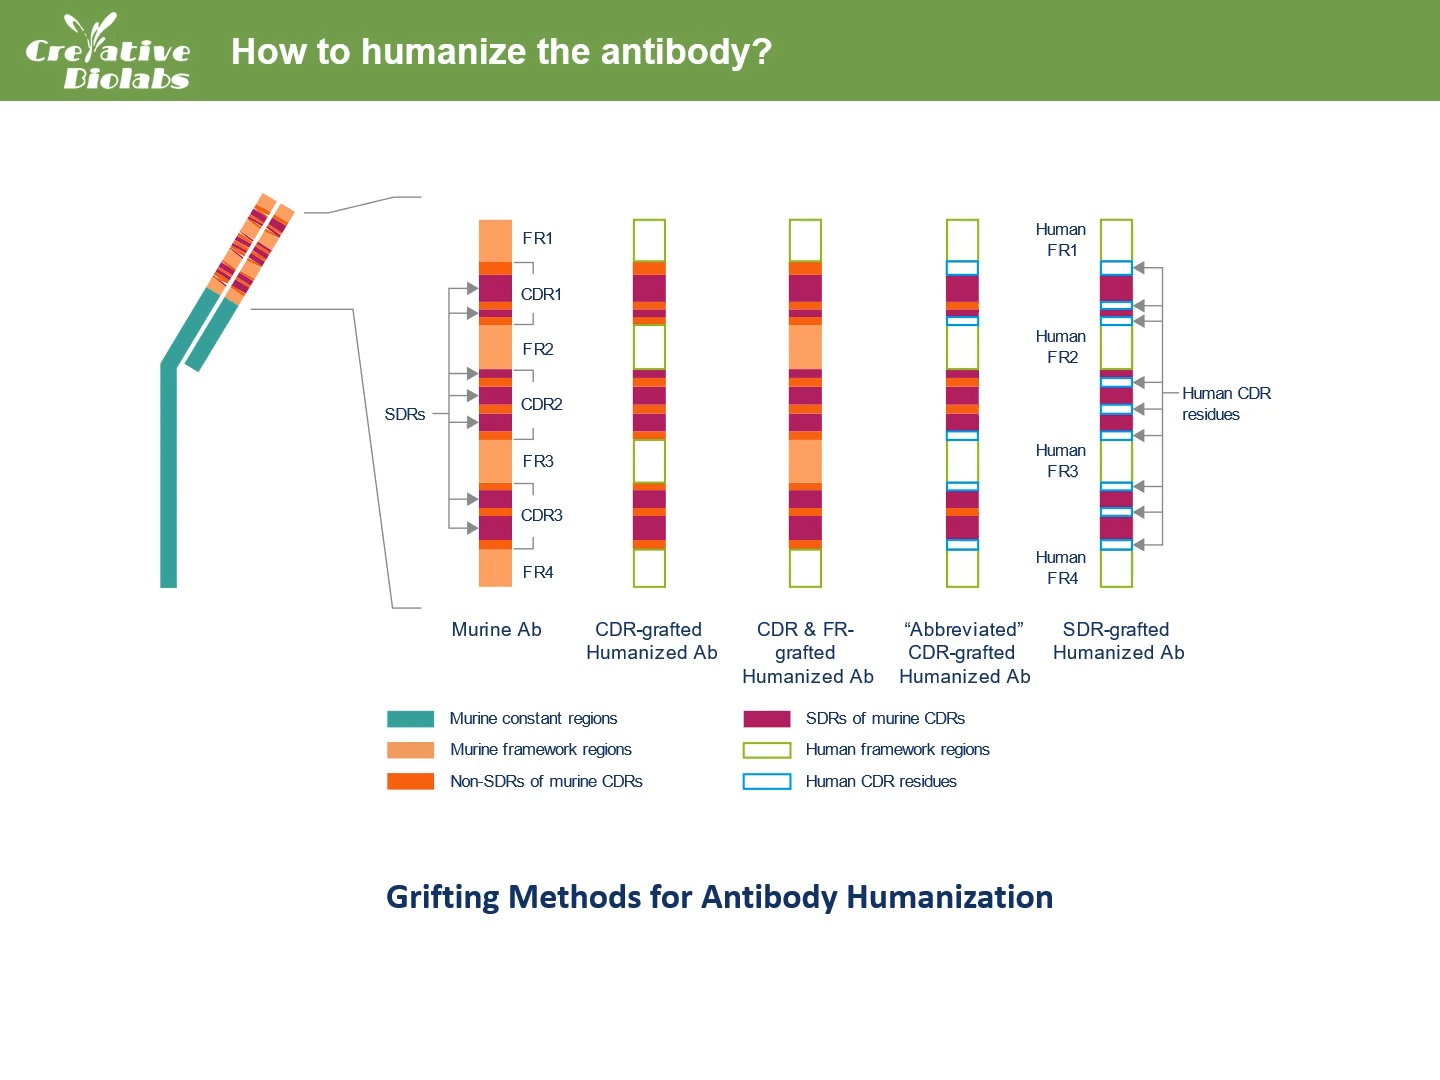 Creative
Biolabs
How to humanize the antibody?
FR1
CDR1
FR2
CDR2
SDRs
FR3
CDR3
FR4
Human
FR1
Human
FR2
Human CDR
residues
Human
FR3
Human
FR4
Murine Ab
CDR-grafted
Humanized Ab
CDR & FR-
grafted
Humanized Ab
“Abbreviated”
CDR-grafted
Humanized Ab
SDR-grafted
Humanized Ab
Murine constant regions
Murine framework regions
Non-SDRs of murine CDRs
SDRs of murine CDRs
Human framework regions
Human CDR residues
Grifting Methods for Antibody Humanization